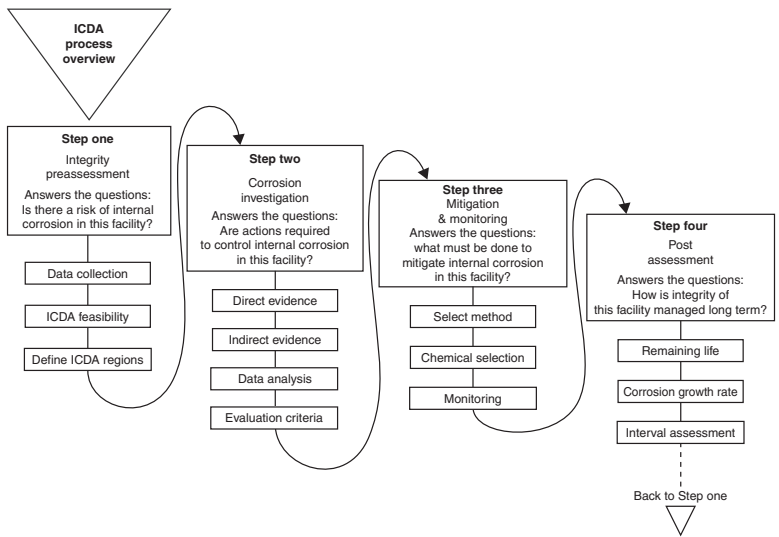 ICDA
process
overview
Step one
Integrity
preassessment
Answers the questions:
Is there a risk of internal
corrosion in this facility?
Data collection
ICDA feasibility
Define ICDA regions
Step two
Corrosion
investigation
Answers the questions:
Are actions required
to control internal corrosion
in this facility?
Direct evidence
Indirect evidence
Data analysis
Evaluation criteria
Step three
Mitigation
& monitoring
Answers the questions:
what must be done to
mitigate internal corrosion
in this facility?
Select method
Chemical selection
Monitoring
Step four
Post
assessment
Answers the questions:
How is integrity of
this facility managed long term?
Remaining life
Corrosion growth rate
Interval assessment
Back to Step one